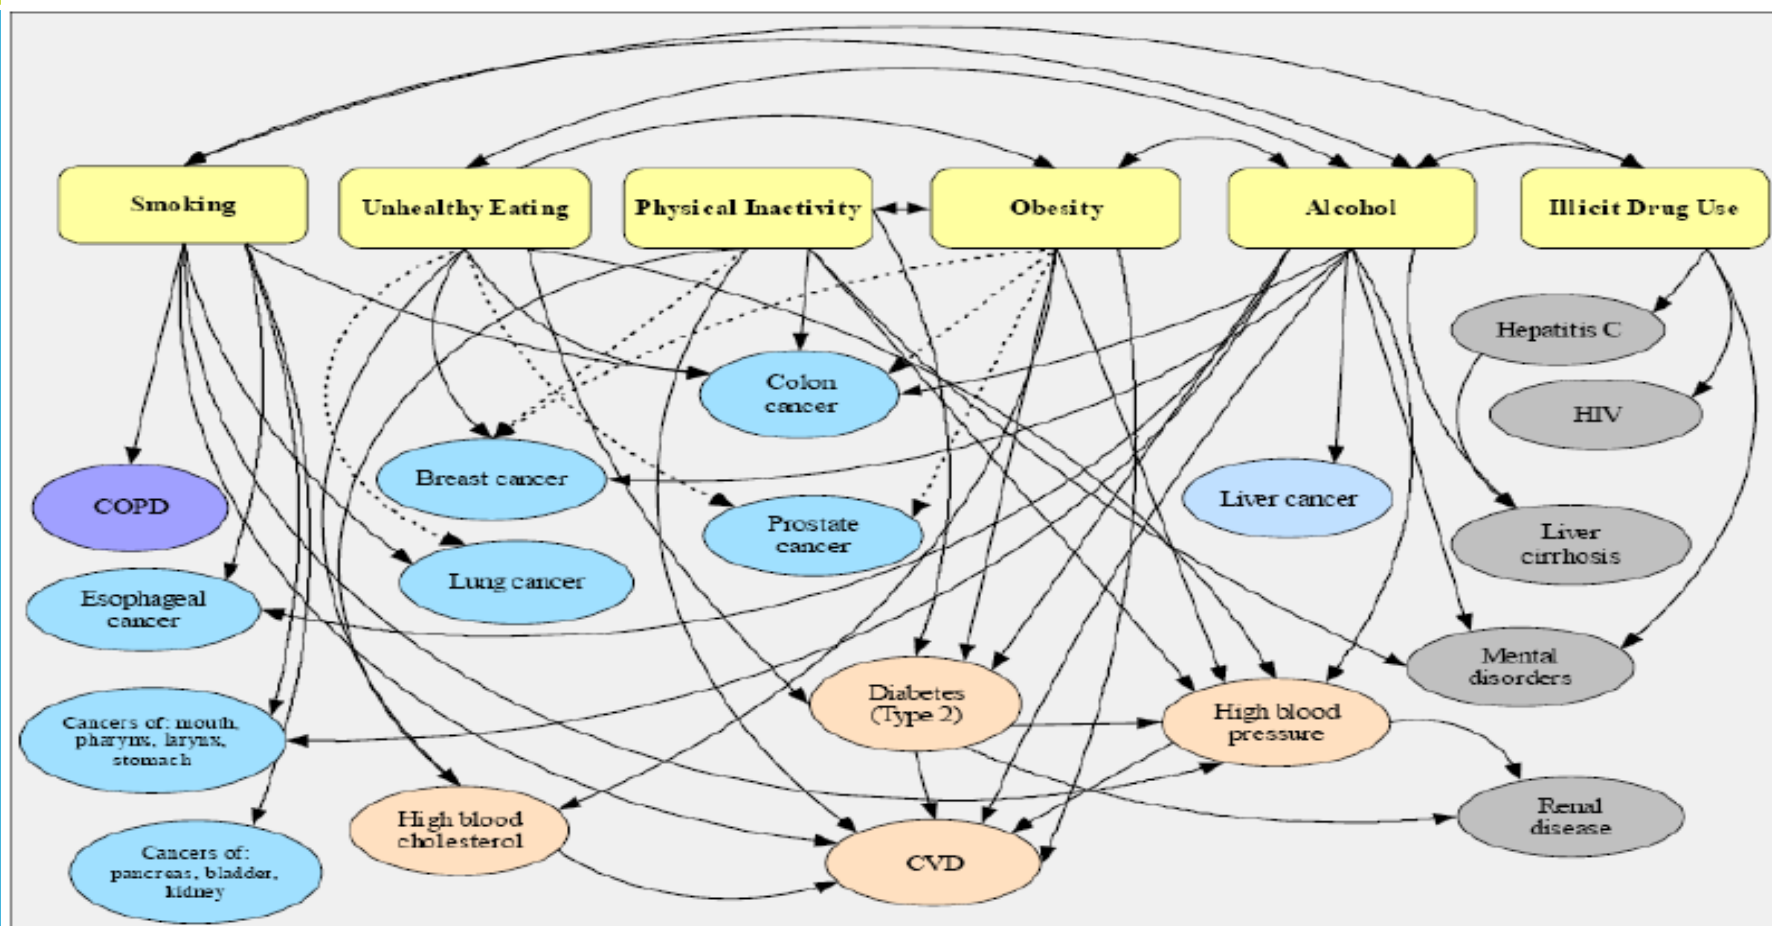 Smoking
Unhealthy Eating
Physical Inactivity
Obesity
Alcohol
Illicit Drug Use
Hepatitis C
HIV
Colon
cancer
Breast cancer
Liver cancer
COPD
Prostate
cancer
Liver
cirrhosis
Lung cancer
Esophageal
cancer
Mental
disorders
Diabetes
(Type 2)
High blood
pressure
Cancers of: mouth,
pharynx, larynx,
stomach
High blood
cholesterol
Renal
disease
CVD
Cancers of:
pancreas, bladder,
kidney